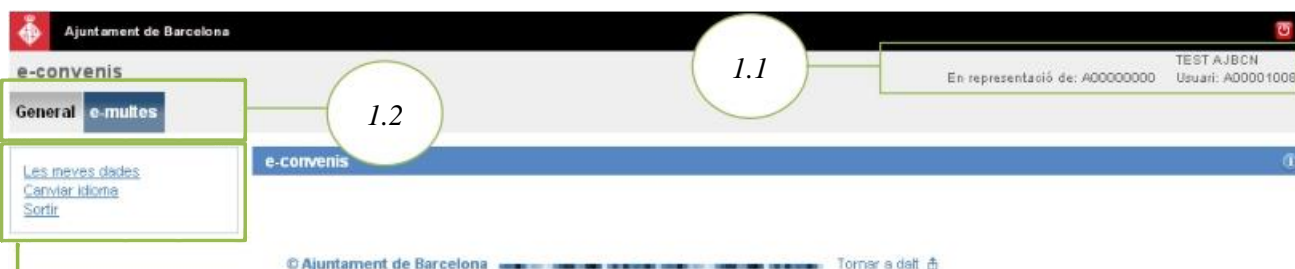 Ajuntament de Barcelona
e-convenis
1.1
TEST AJBCN
En representació de: A00000000 Usuari: A00001008
General e-multes
1.2
Les meves dades
Canviar idioma
Sortir
e-convenis
© Ajuntament de Barcelona
Tornar a dalt